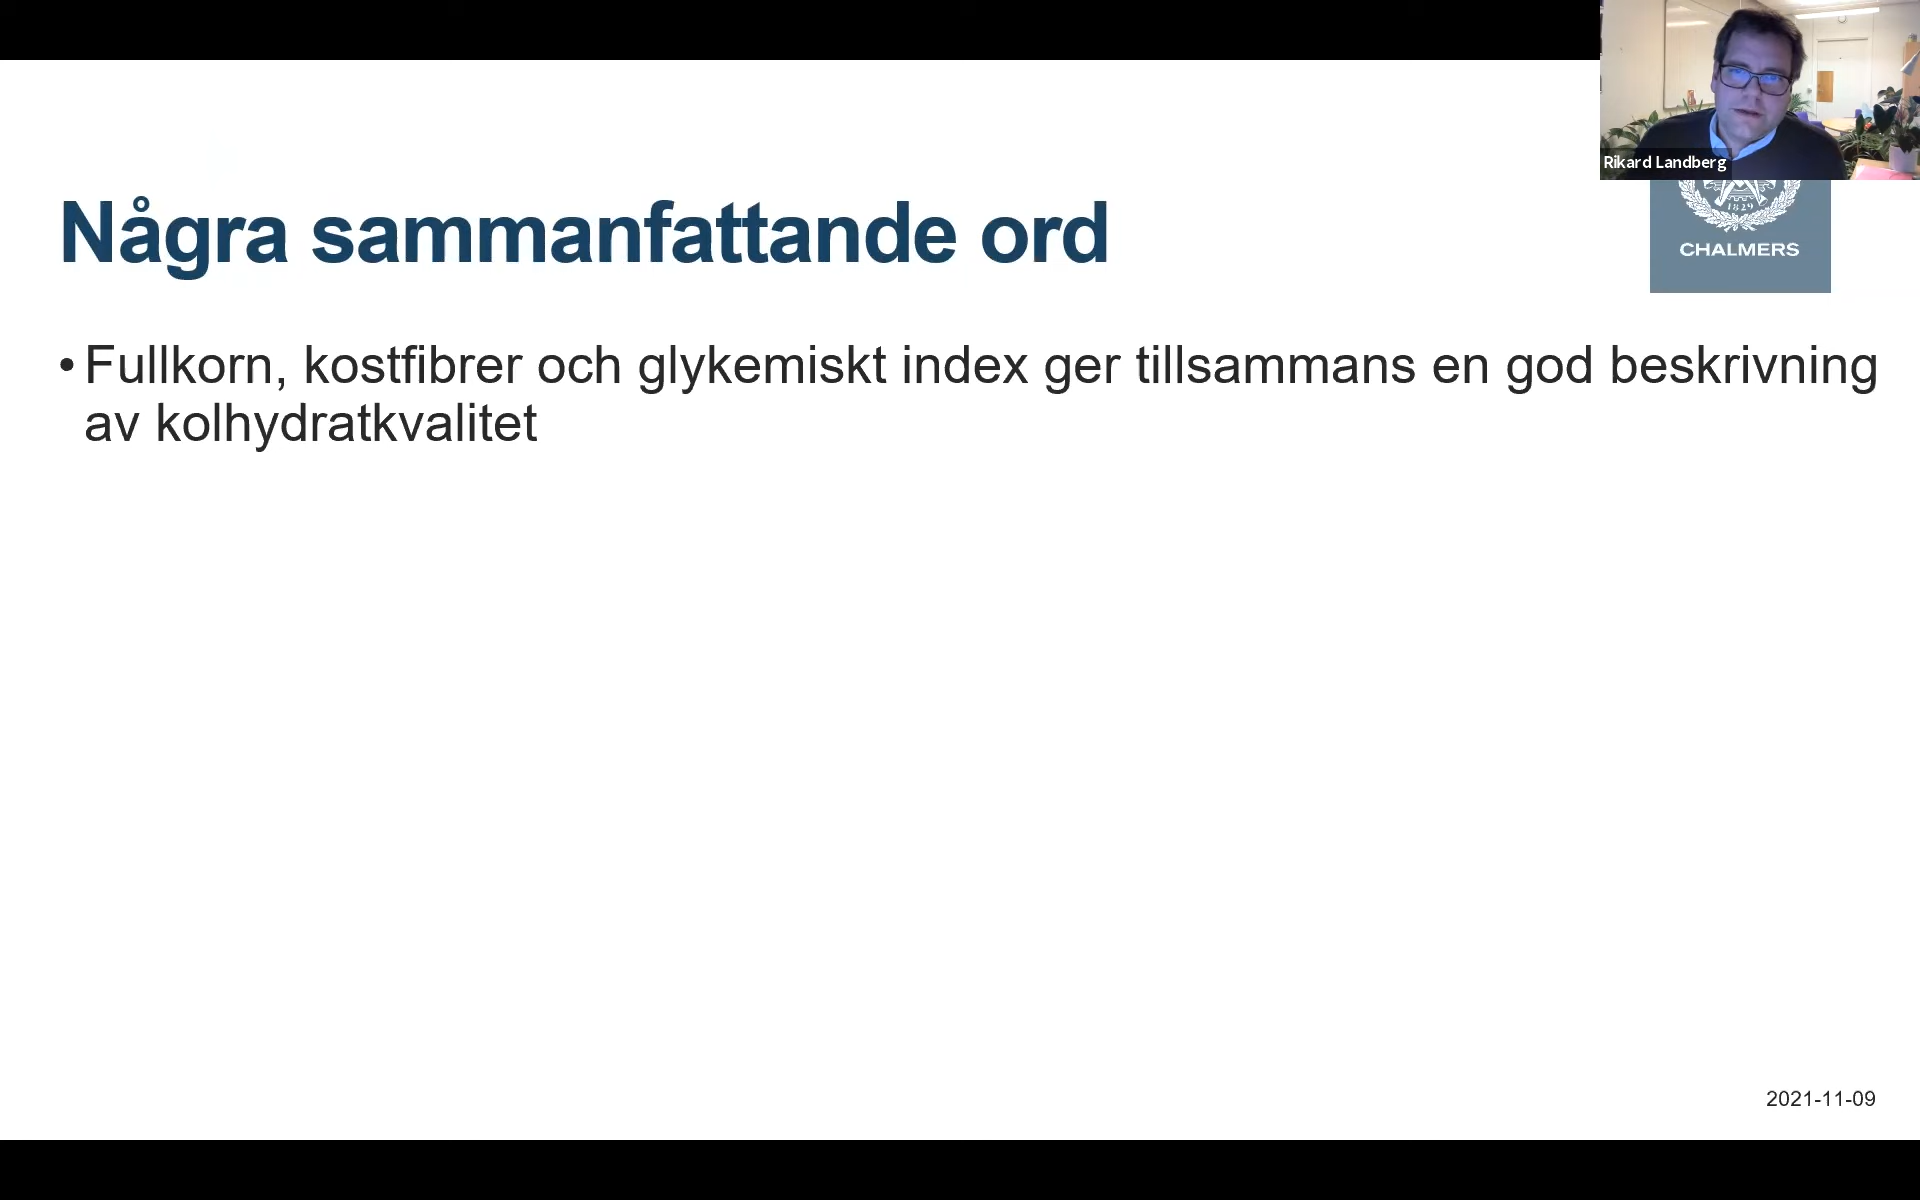 Rikard Landberg
1829
CHALMERS
Några sammanfattande ord
• Fullkorn, kostfibrer och glykemiskt index ger tillsammans en god beskrivning
av kolhydratkvalitet
2021-11-09